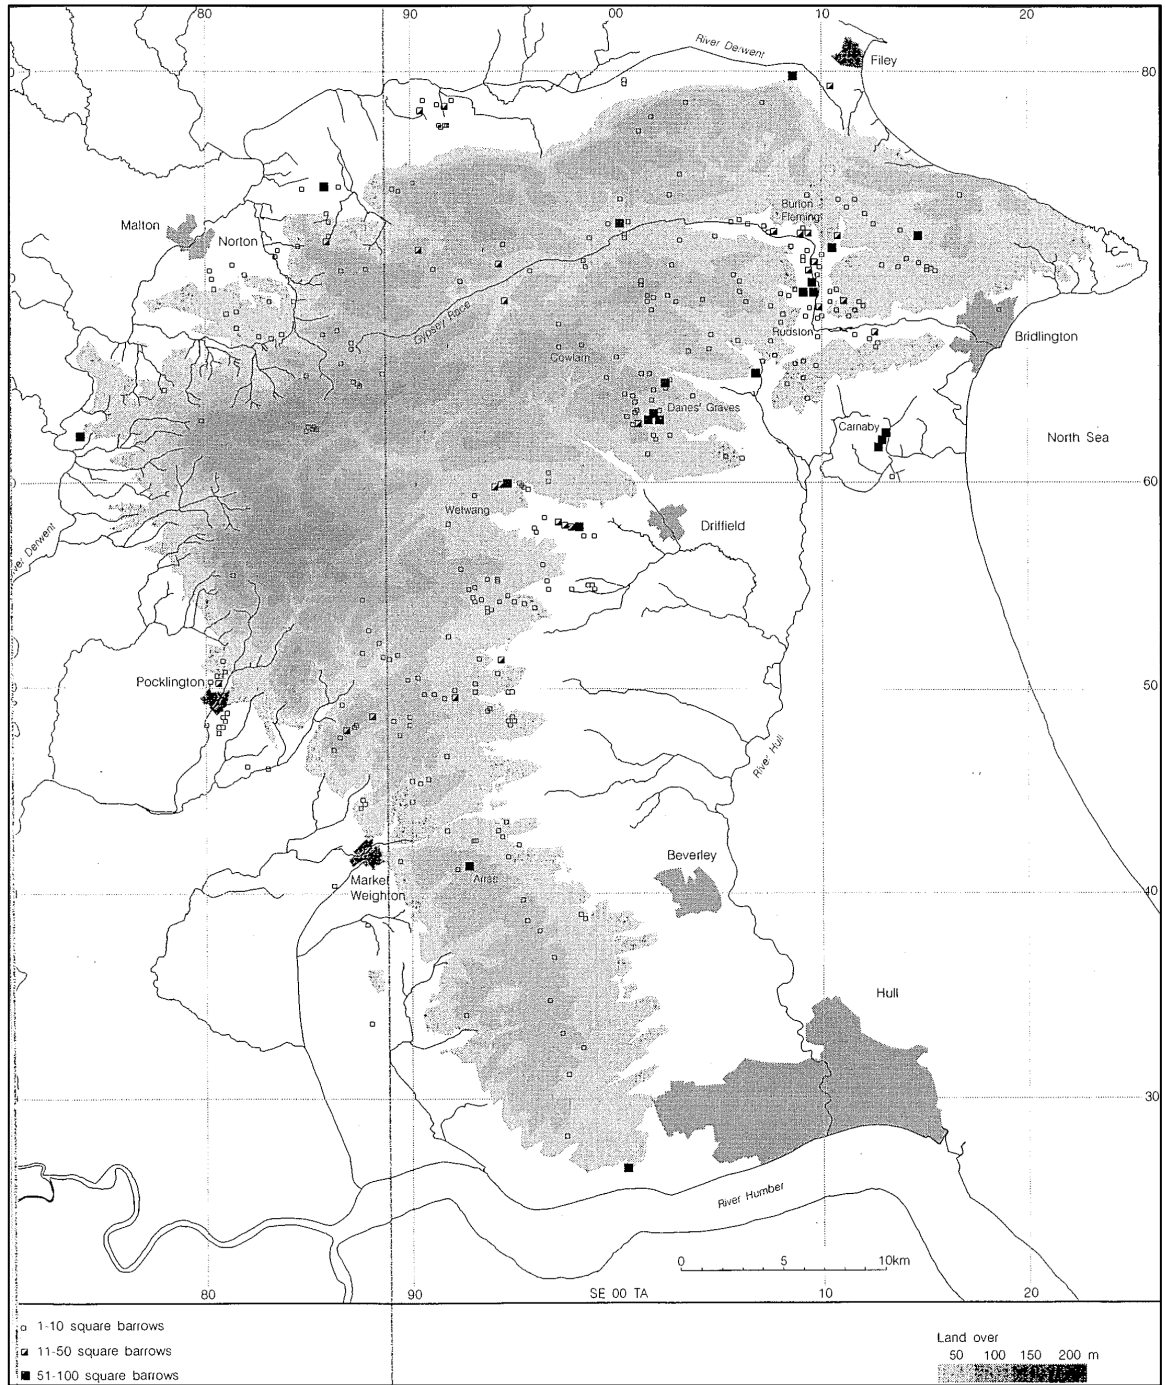 80
90
00
10
20
River Derwent
Filey
80
Malton
Norton
Burton
Fleming
Gypsey Race
Rudston
Bridlington
Cowlam
Danes' Graves
Carnaby
North Sea
60
Wetwang
Driffield
River Derwent
Pocklington
50
River Hull
Beverley
Market
Weighton
Arras
40
Hull
30
River Humber
0 5 10km
80
90
SE 00 TA
10
20
1-10 square barrows
11-50 square barrows
51-100 square barrows
Land over
50 100 150 200 m